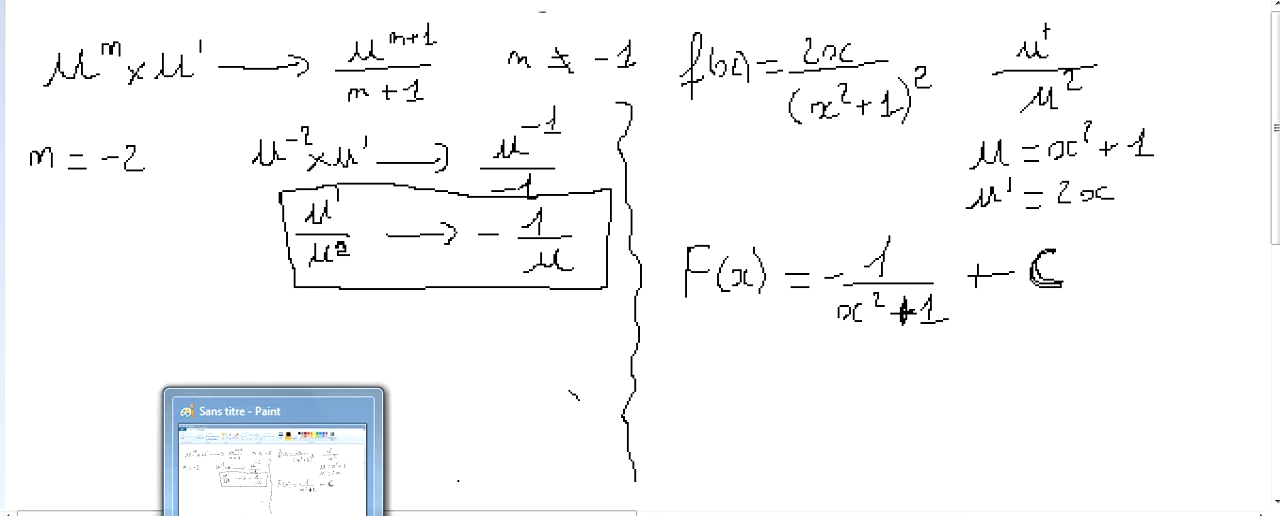 u^n × u' → u^(n+1)/(n+1) n ≠ -1
n = -2 u^-2 × u' → u^-1/-1
u'/u² → -1/u
f(x) = 2x/(x²+1)² u'/u²
u = x²+1
u' = 2x
F(x) = -1/(x²+1) + C
Sans titre - Paint